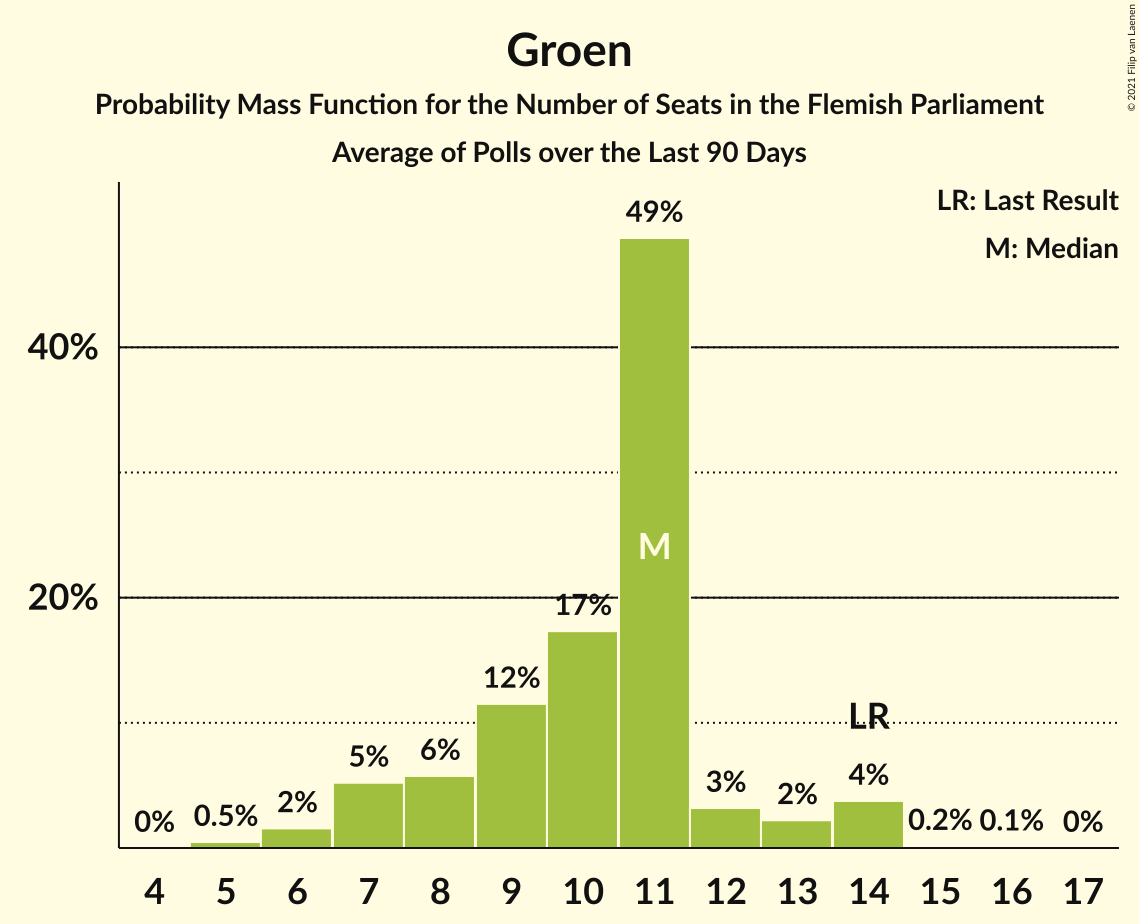 Groen
Probability Mass Function for the Number of Seats in the Flemish Parliament
Average of Polls over the Last 90 Days
© 2021 Filip van Laenen
LR: Last Result
M: Median
49%
40%
M
20%
17%
12%
LR
5%
6%
3%
2%
4%
0%
0.5%
2%
0.2%
0.1%
0%
4 5 6 7 8 9 10 11 12 13 14 15 16 17